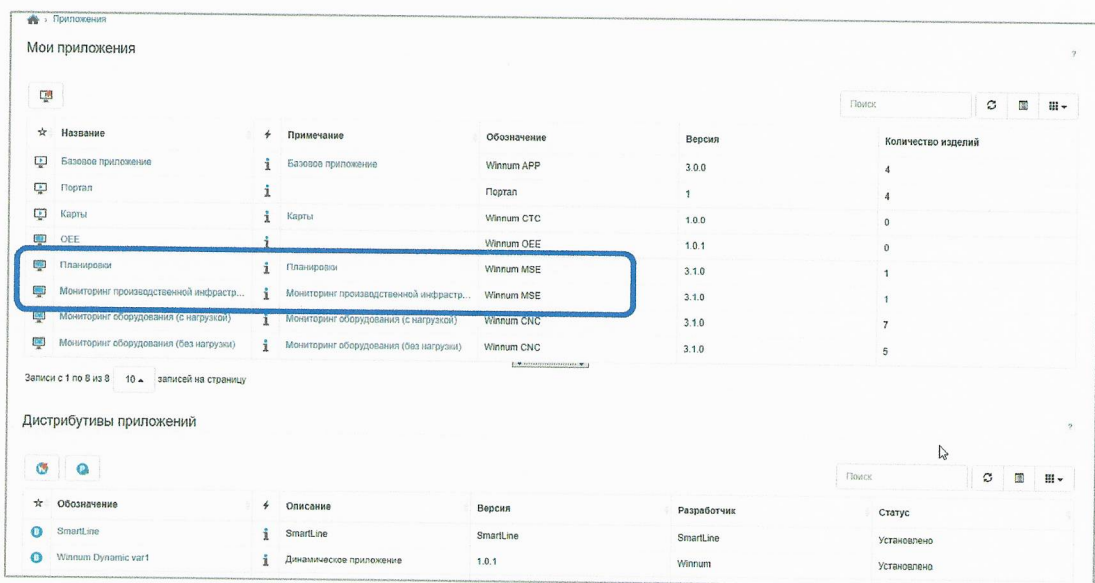 Приложения
Мои приложения
?
Поиск
Название Примечание Обозначение Версия Количество изделий
Базовое приложение Базовое приложение Winnum APP 3.0.0 4
Портал Портал 1 4
Карты Карты Winnum CTC 1.0.0 0
OEE Winnum OEE 1.0.1 0
Планировки Планировки Winnum MSE 3.1.0 1
Мониторинг производственной инфрастр... Мониторинг производственной инфрастр... Winnum MSE 3.1.0 1
Мониторинг оборудования (с нагрузкой) Мониторинг оборудования (с нагрузкой) Winnum CNC 3.1.0 7
Мониторинг оборудования (без нагрузки) Мониторинг оборудования (без нагрузки) Winnum CNC 3.1.0 5
Записи с 1 по 8 из 8 10 записей на страницу
Дистрибутивы приложений
?
Поиск
Обозначение Описание Версия Разработчик Статус
SmartLine SmartLine SmartLine SmartLine Установлено
Winnum Dynamic var1 Динамическое приложение 1.0.1 Winnum Установлено